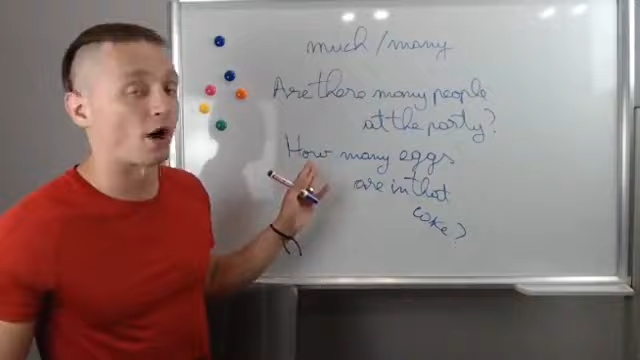 much / many
Are there many people
at the party?
How many eggs
are in that
cake?